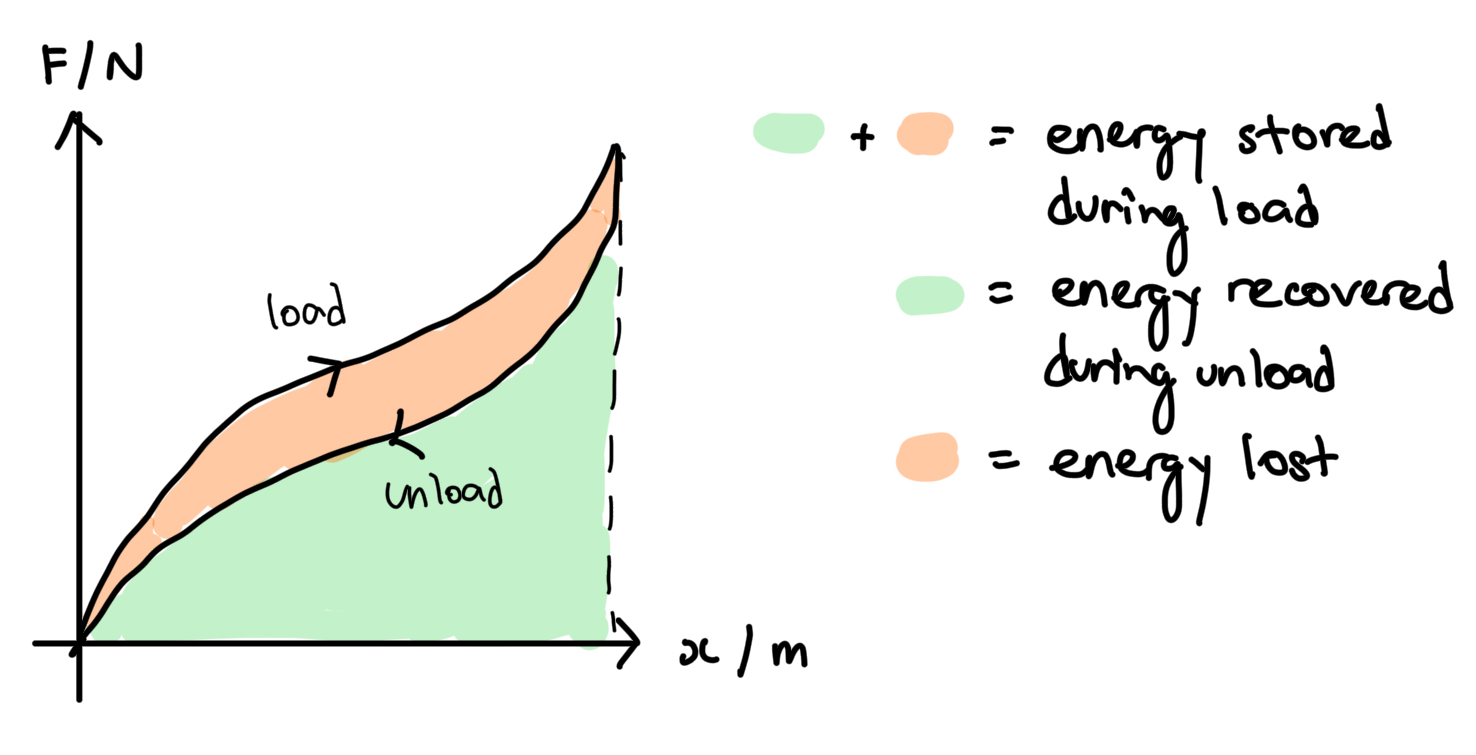 F/N
+ = energy stored
during load
load
= energy recovered
during unload
unload
= energy lost
x/m